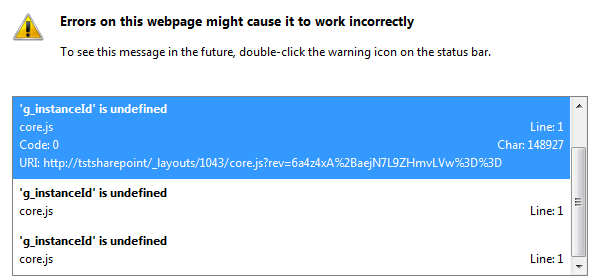 Errors on this webpage might cause it to work incorrectly
To see this message in the future, double-click the warning icon on the status bar.
'g_instanceId' is undefined
core.js Line: 1
Code: 0 Char: 148927
URI: http://tstsharepoint/_layouts/1043/core.js?rev=6a4z4xA%2BaejN7L9ZHmvLVw%3D%3D
'g_instanceId' is undefined
core.js Line: 1
'g_instanceId' is undefined
core.js Line: 1